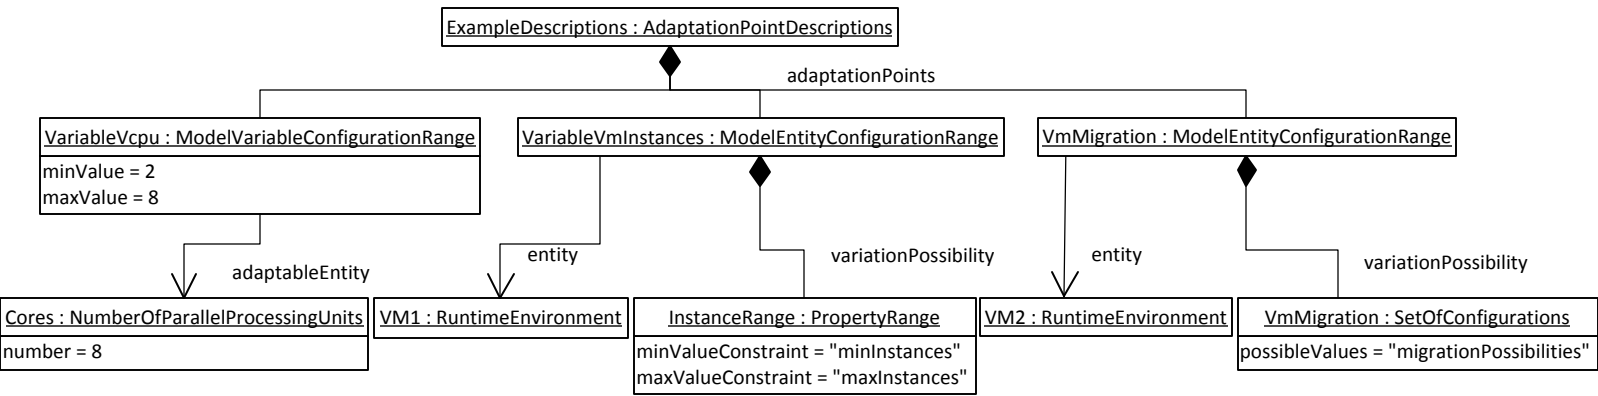 ExampleDescriptions : AdaptationPointDescriptions
adaptationPoints
VariableVcpu : ModelVariableConfigurationRange
minValue = 2
maxValue = 8
VariableVmInstances : ModelEntityConfigurationRange
VmMigration : ModelEntityConfigurationRange
adaptableEntity
entity
variationPossibility
entity
variationPossibility
Cores : NumberOfParallelProcessingUnits
number = 8
VM1 : RuntimeEnvironment
InstanceRange : PropertyRange
minValueConstraint = "minInstances"
maxValueConstraint = "maxInstances"
VM2 : RuntimeEnvironment
VmMigration : SetOfConfigurations
possibleValues = "migrationPossibilities"